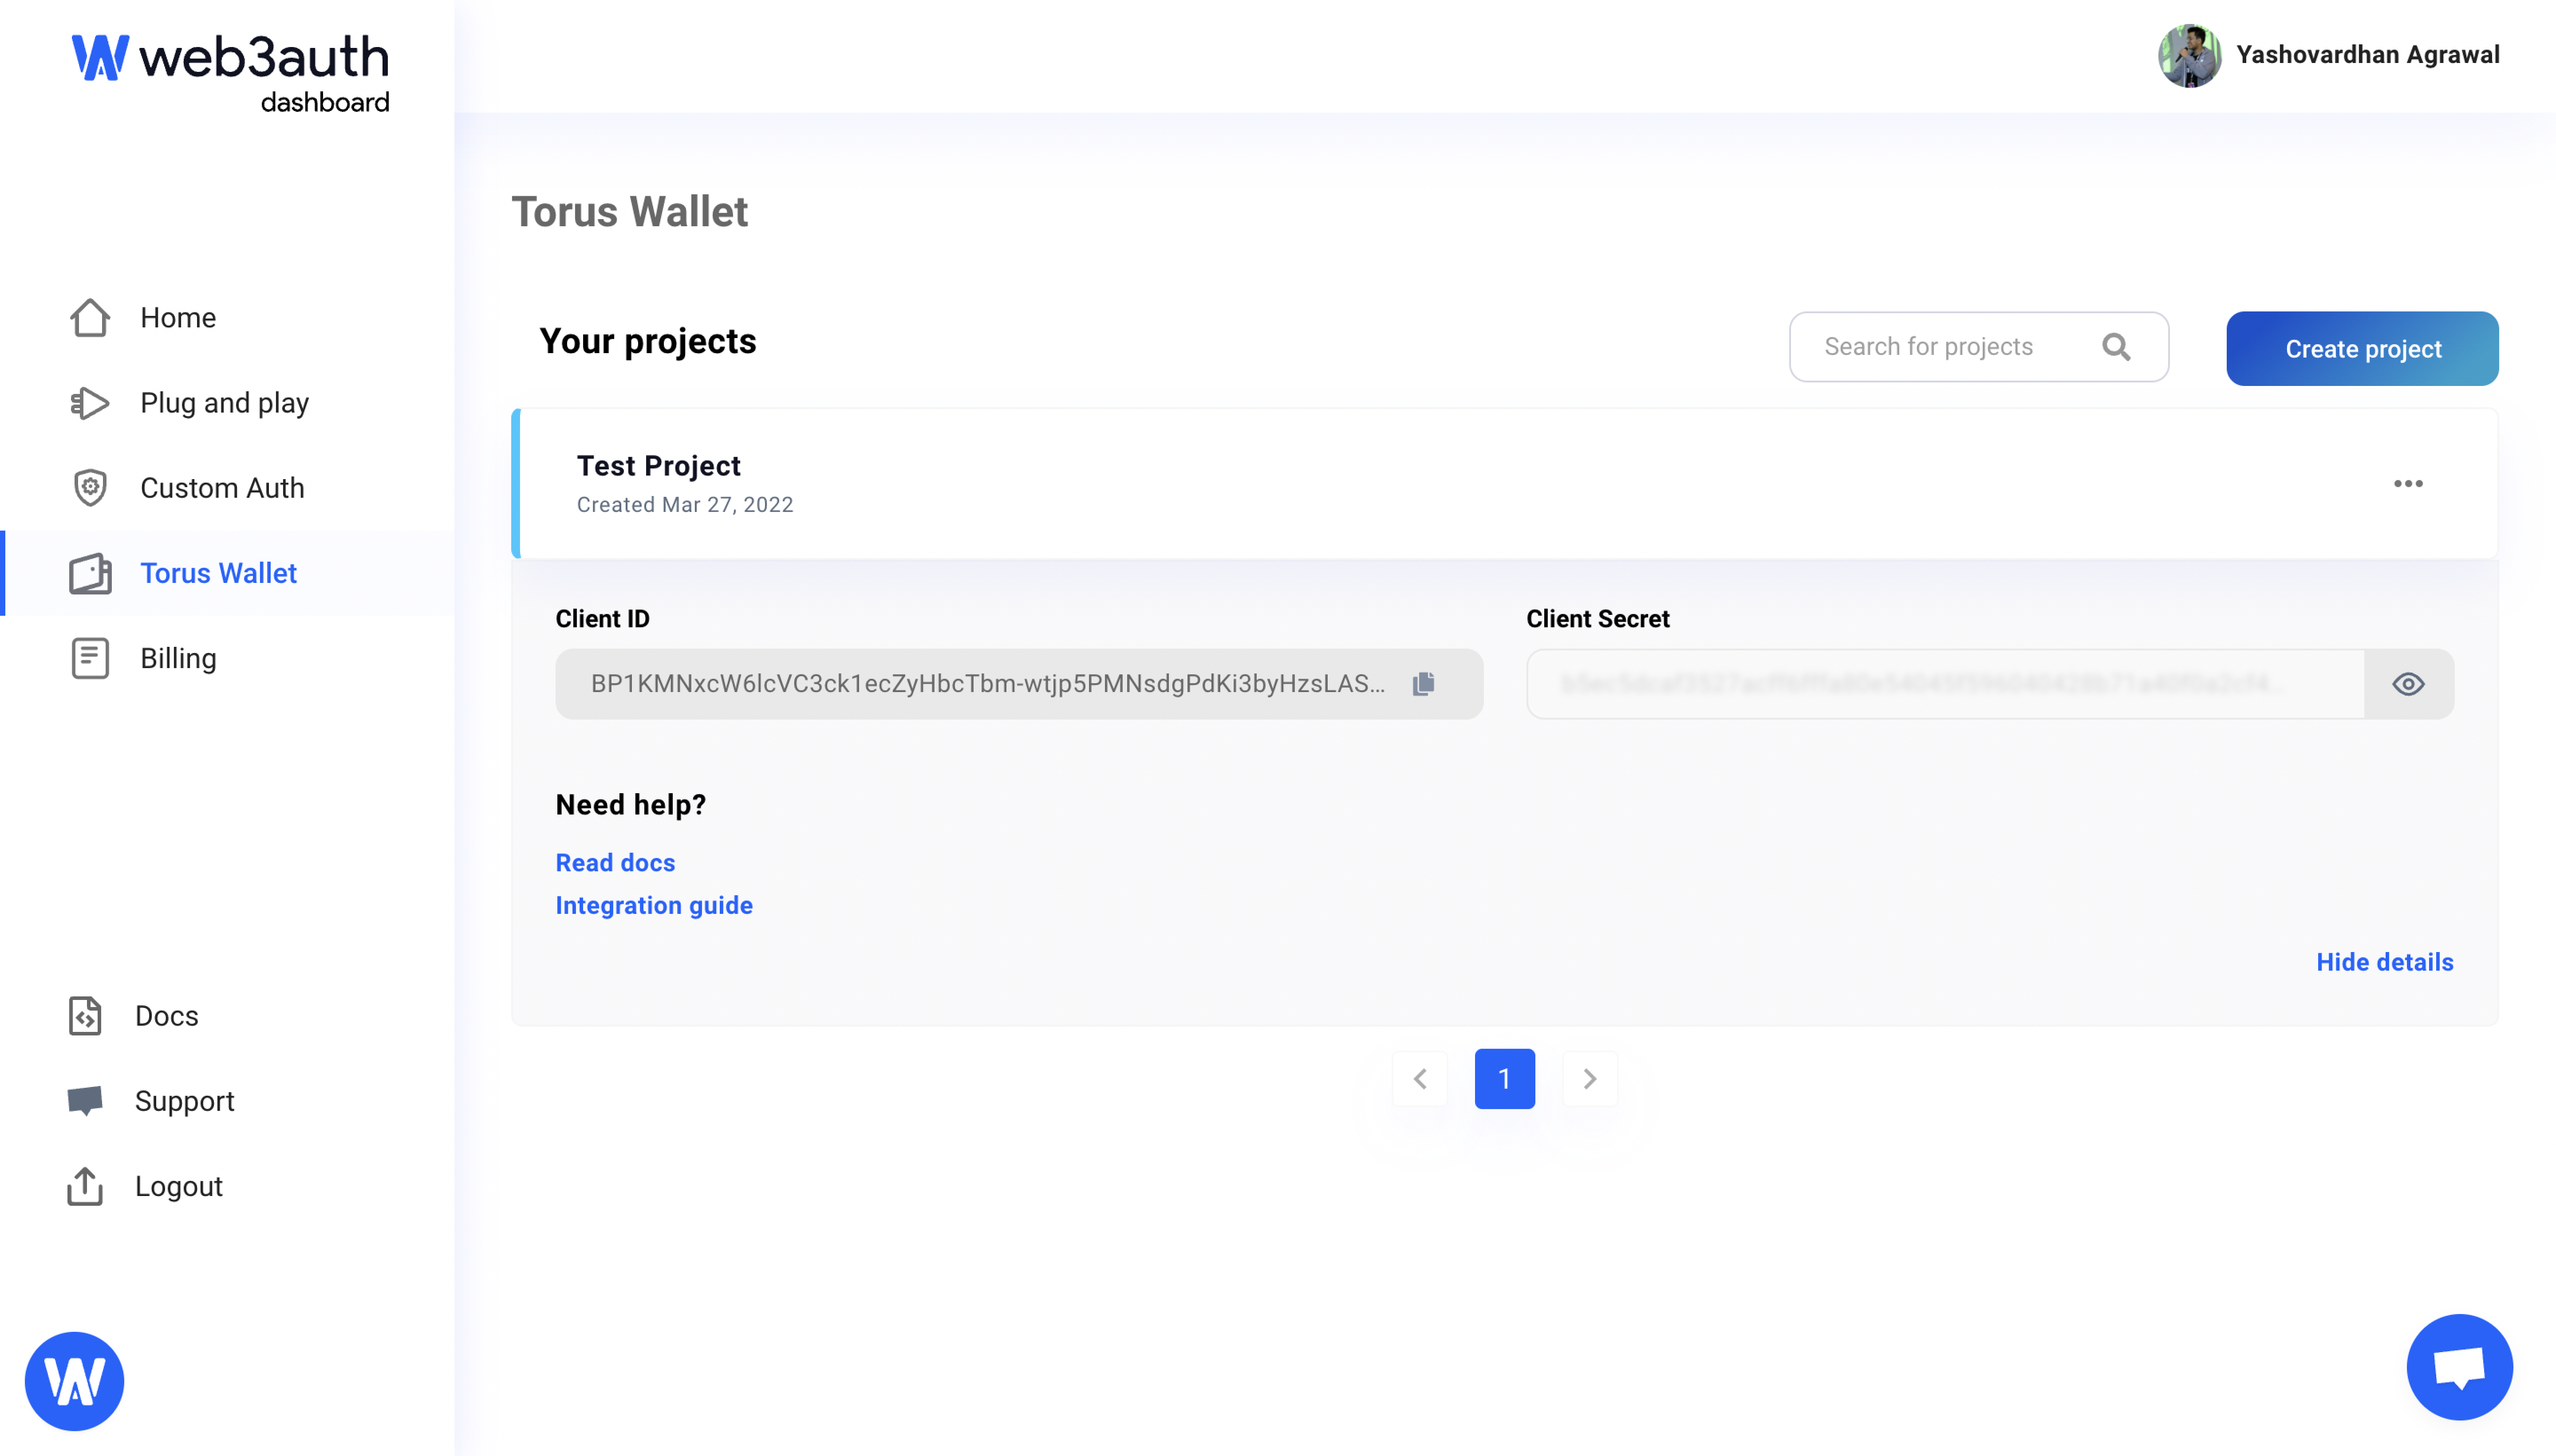 web3auth
dashboard
Yashovardhan Agrawal
Torus Wallet
Home
Plug and play
Custom Auth
Torus Wallet
Billing
Docs
Support
Logout
Your projects
Search for projects
Create project
Test Project
Created Mar 27, 2022
Client ID
Client Secret
BP1KMNxcW6lcVC3ck1ecZyHbcTbm-wtjp5PMNsdgPdKi3byHzsLAS...
Need help?
Read docs
Integration guide
Hide details
1